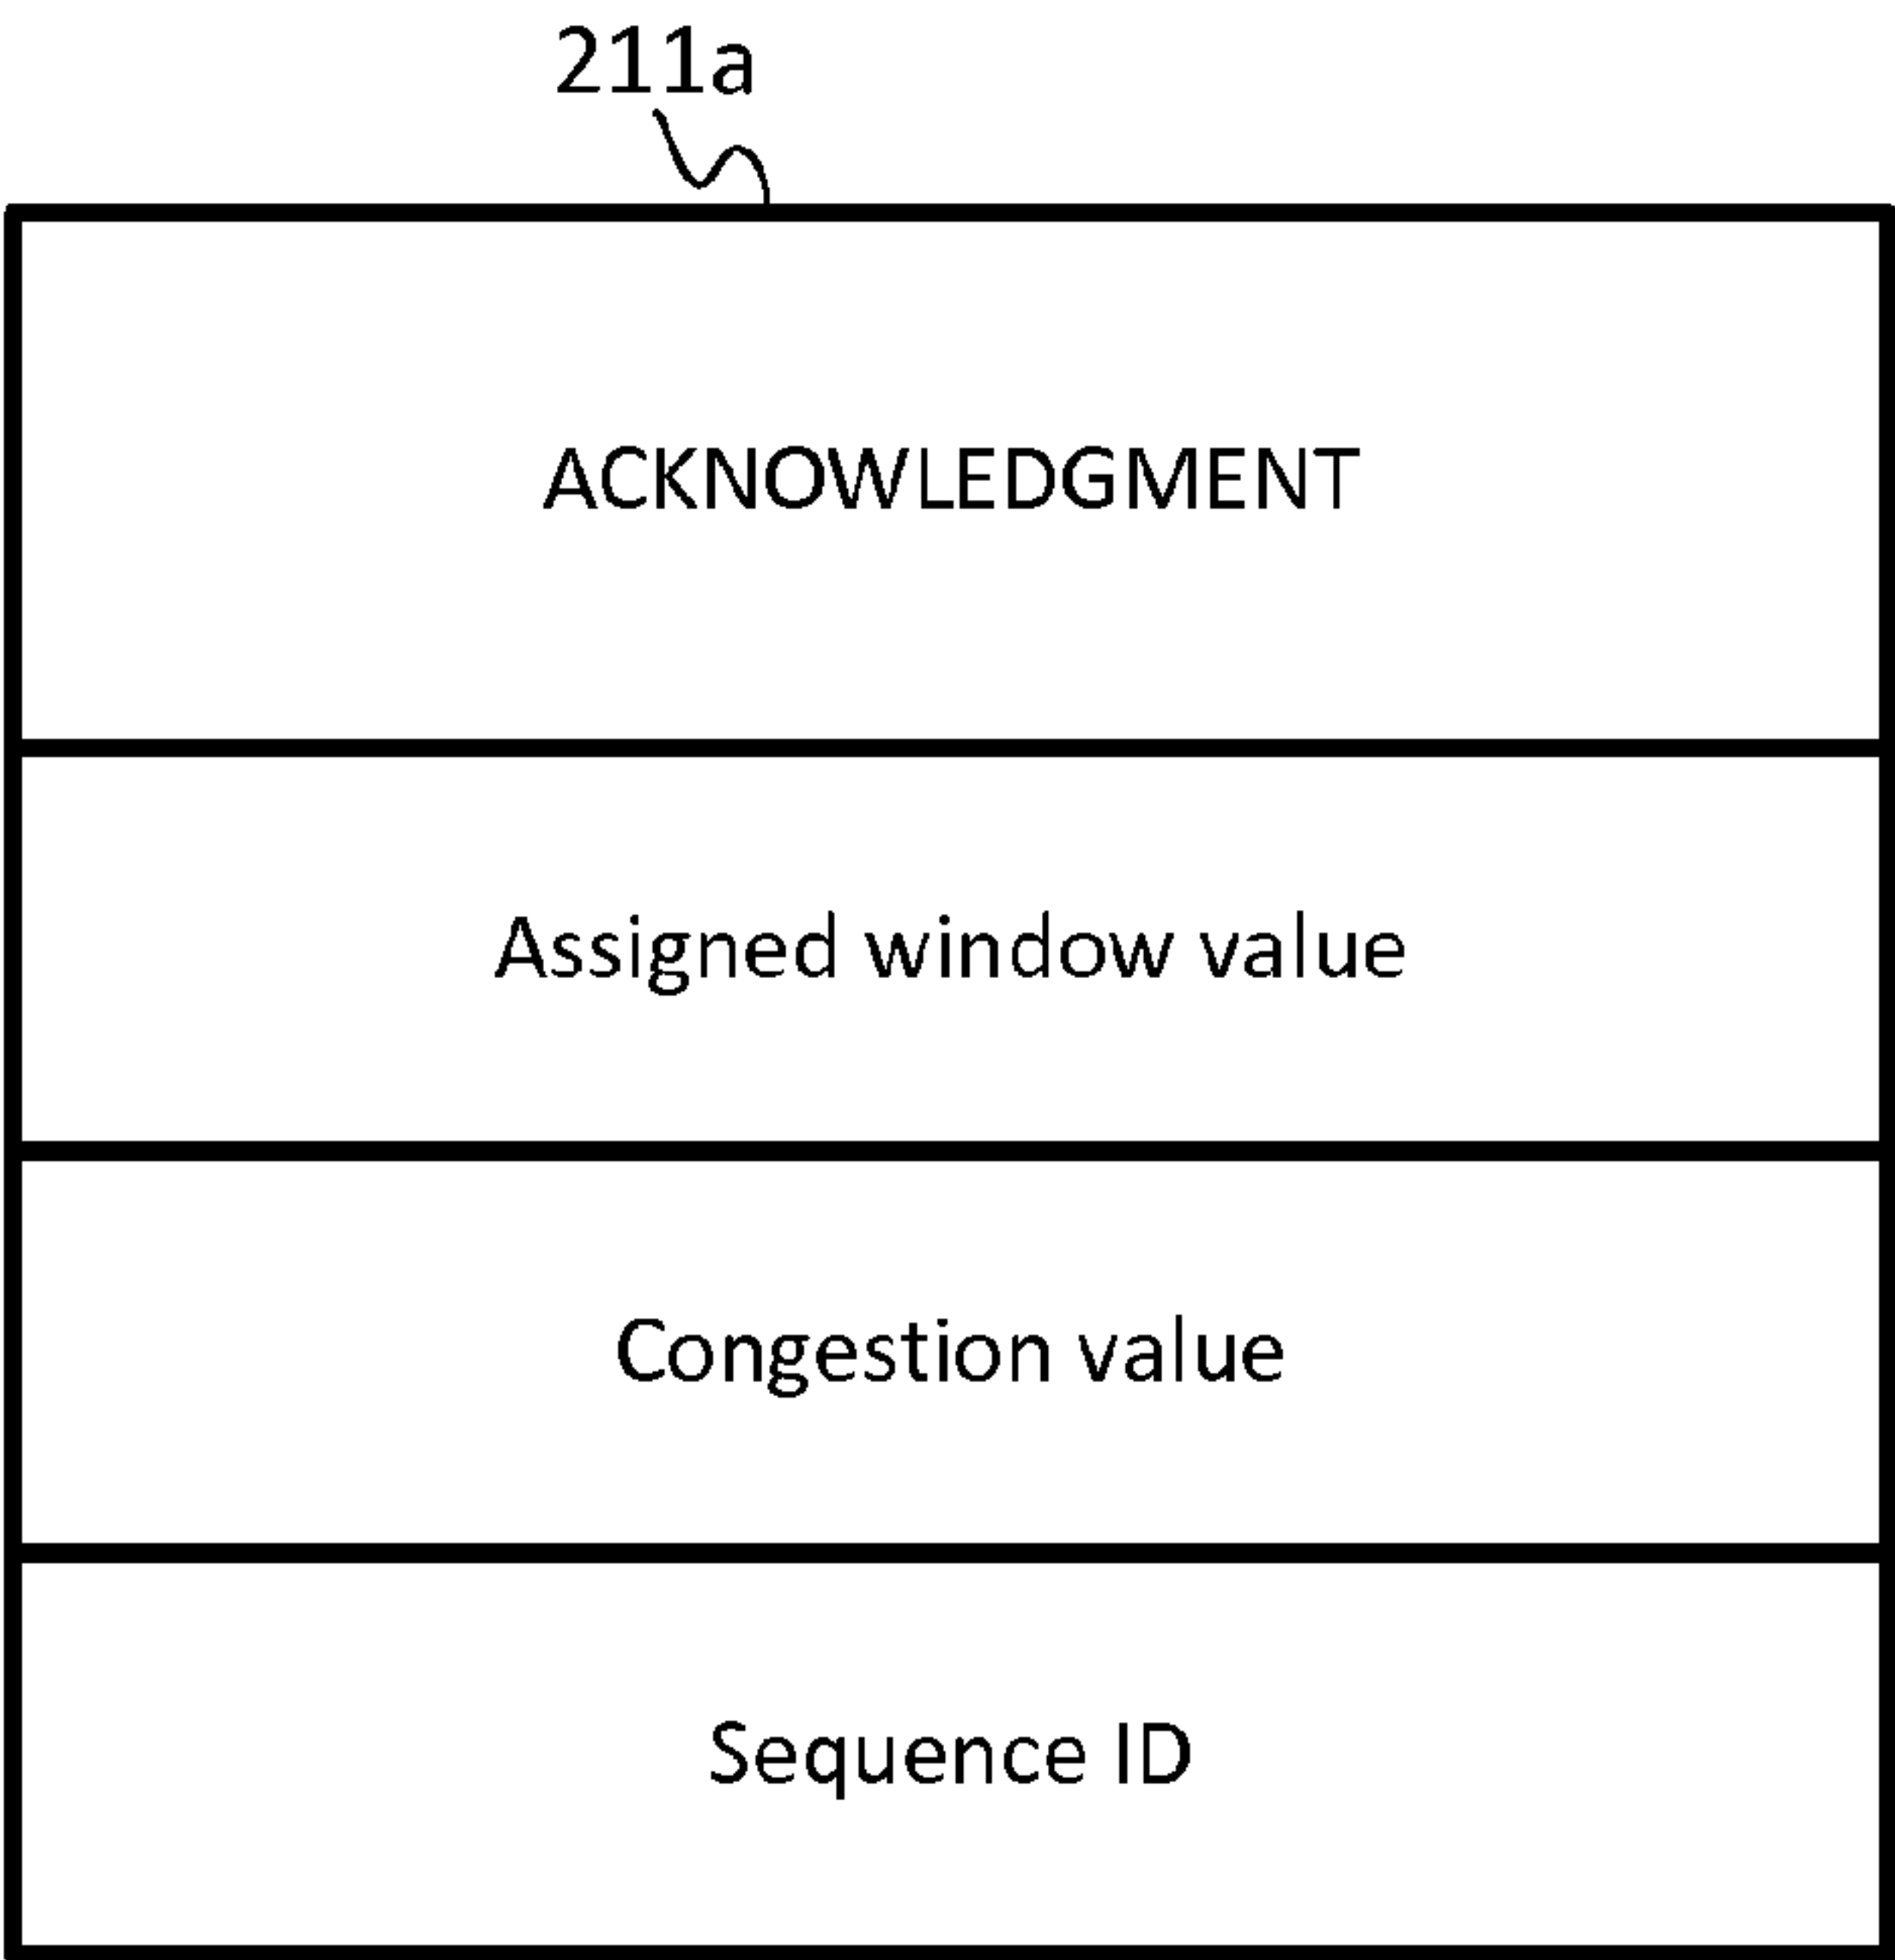 211a
ACKNOWLEDGMENT
Assigned window value
Congestion value
Sequence ID